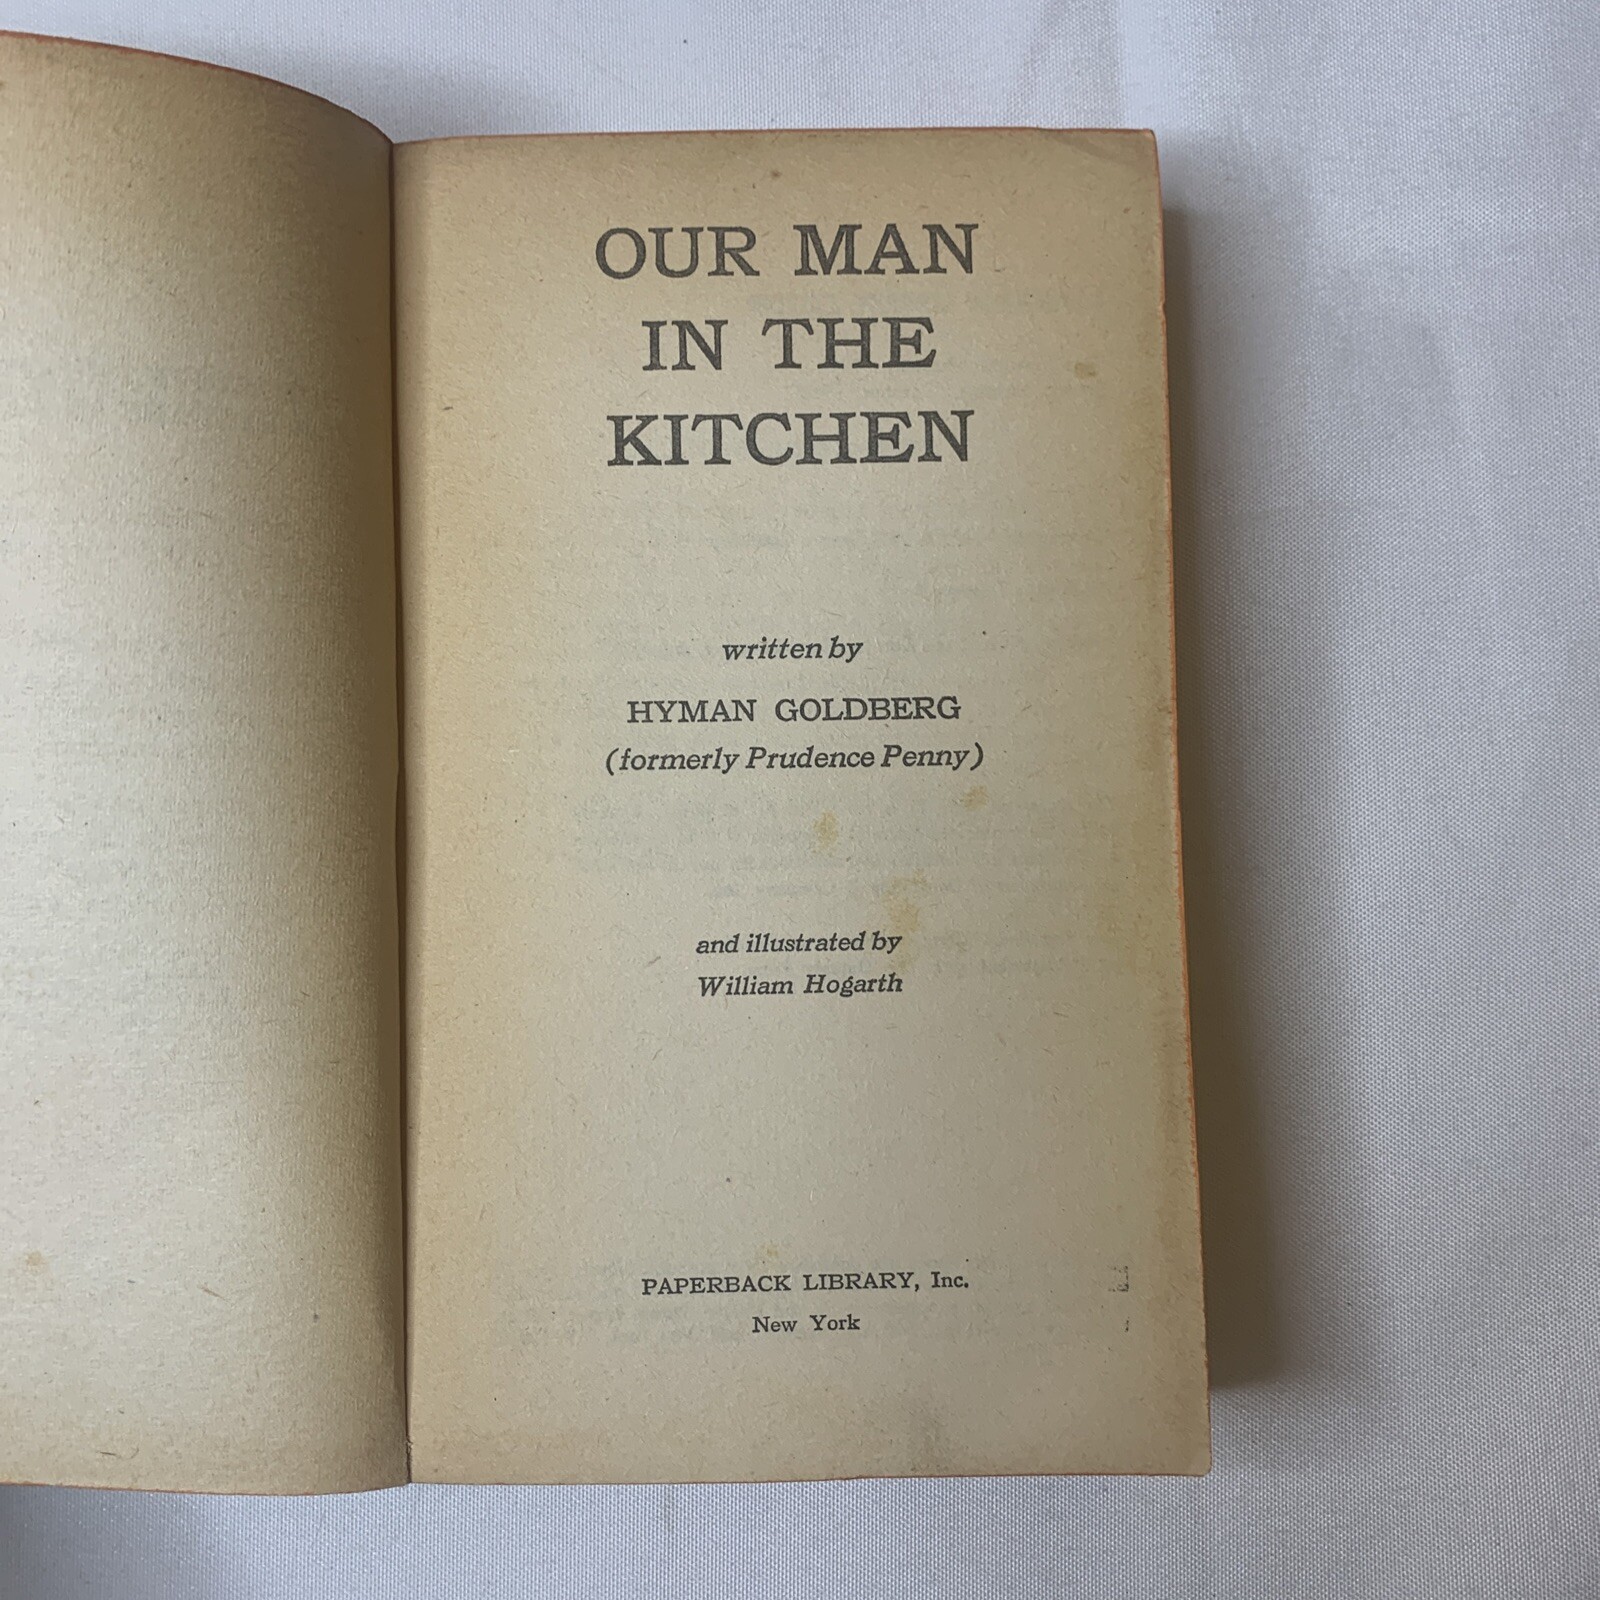 OUR MAN
IN THE
KITCHEN
written by
HYMAN GOLDBERG
(formerly Prudence Penny)
and illustrated by
William Hogarth
PAPERBACK LIBRARY, Inc.
New York